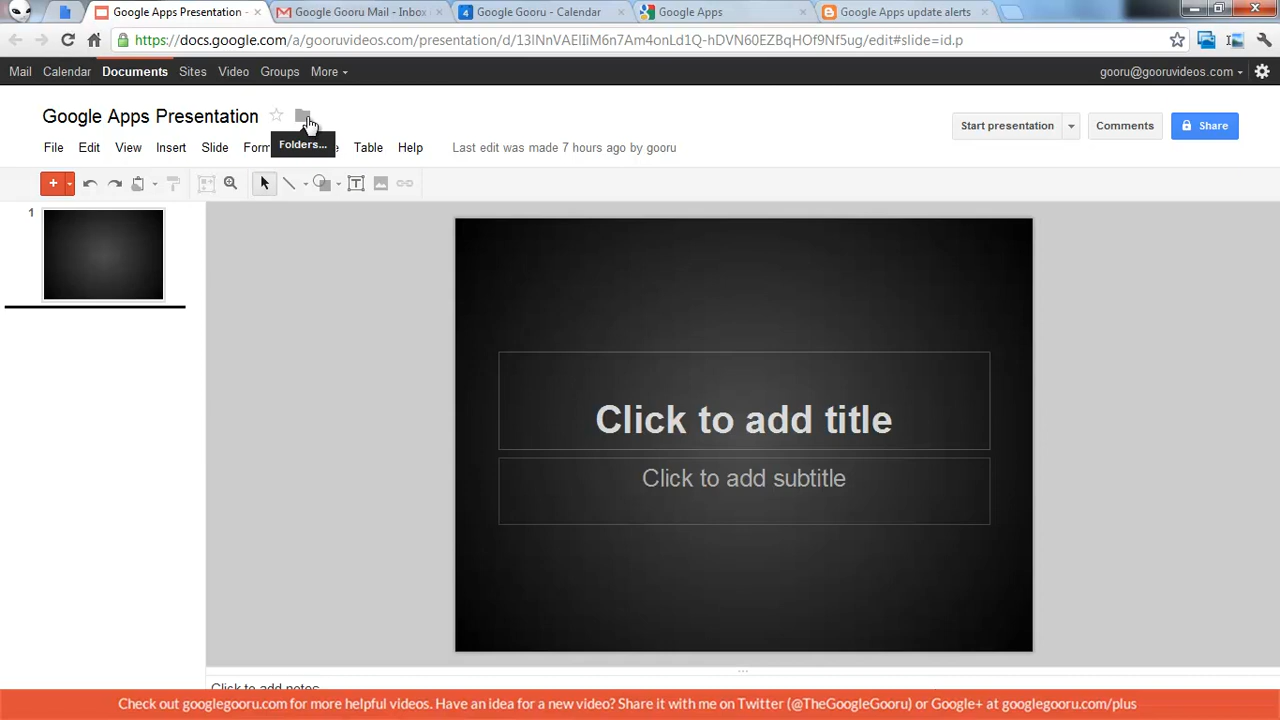 Google Apps Presentation -
Google Gooru Mail - Inbox
Google Gooru - Calendar
Google Apps
Google Apps update alerts
https://docs.google.com/a/gooruvideos.com/presentation/d/13INnVAEIIiM6n7Am4onLd1Q-hDVN60EZBqHOf9Nf5ug/edit#slide=id.p
Mail Calendar Documents Sites Video Groups More
gooru@gooruvideos.com
Google Apps Presentation
Folders...
Start presentation
Comments
Share
File Edit View Insert Slide Table Help
Last edit was made 7 hours ago by gooru
1
Click to add title
Click to add subtitle
Click to add notes
Check out googlegooru.com for more helpful videos. Have an idea for a new video? Share it with me on Twitter (@TheGoogleGooru) or Google+ at googlegooru.com/plus